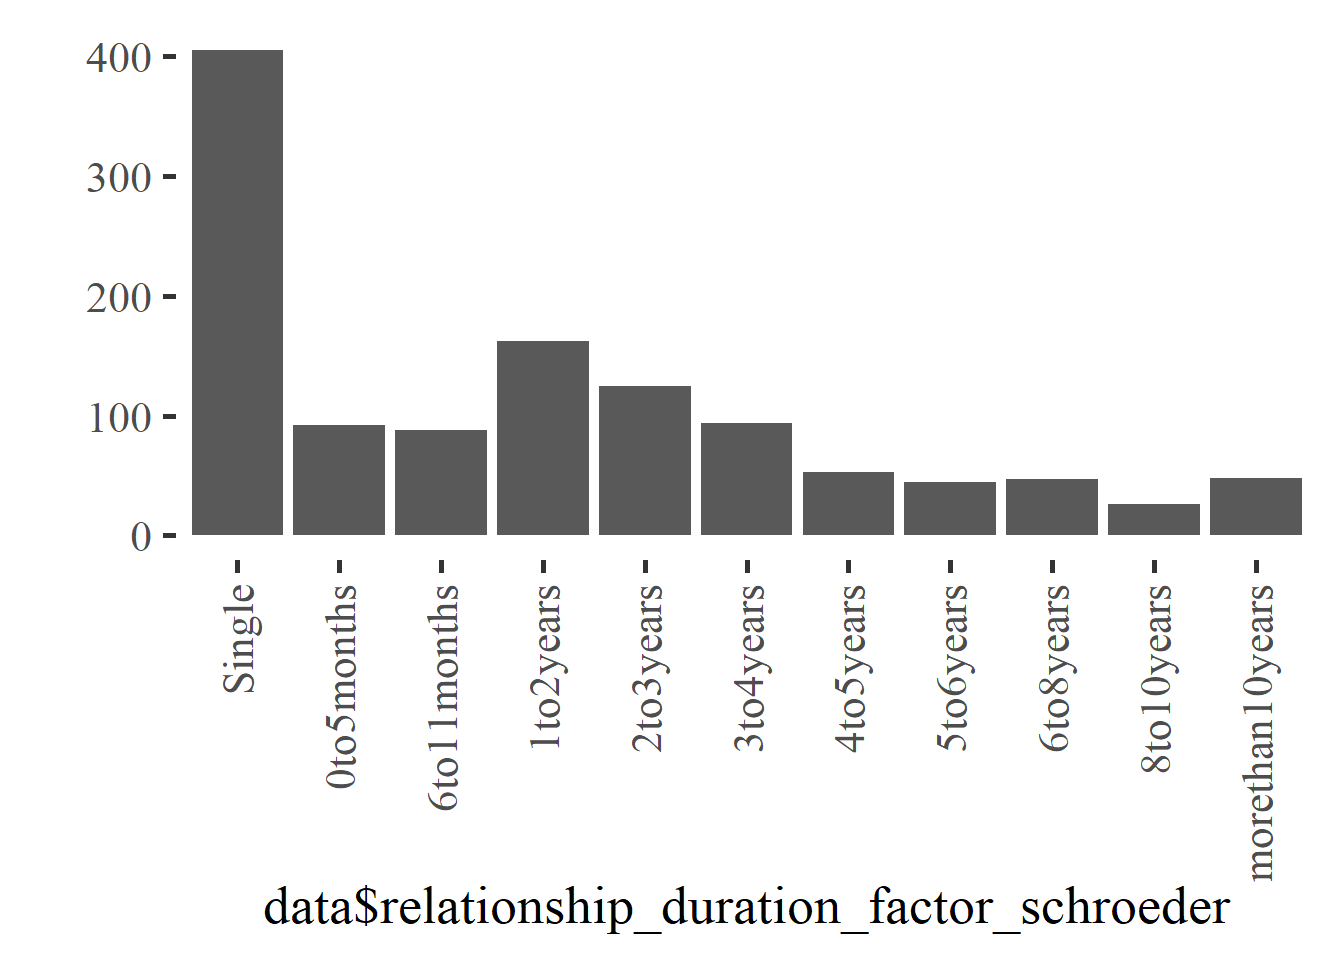 400
300
200
100
0
Single
0to5months
6to11months
1to2years
2to3years
3to4years
4to5years
5to6years
6to8years
8to10years
morethan10years
data$relationship_duration_factor_schroeder